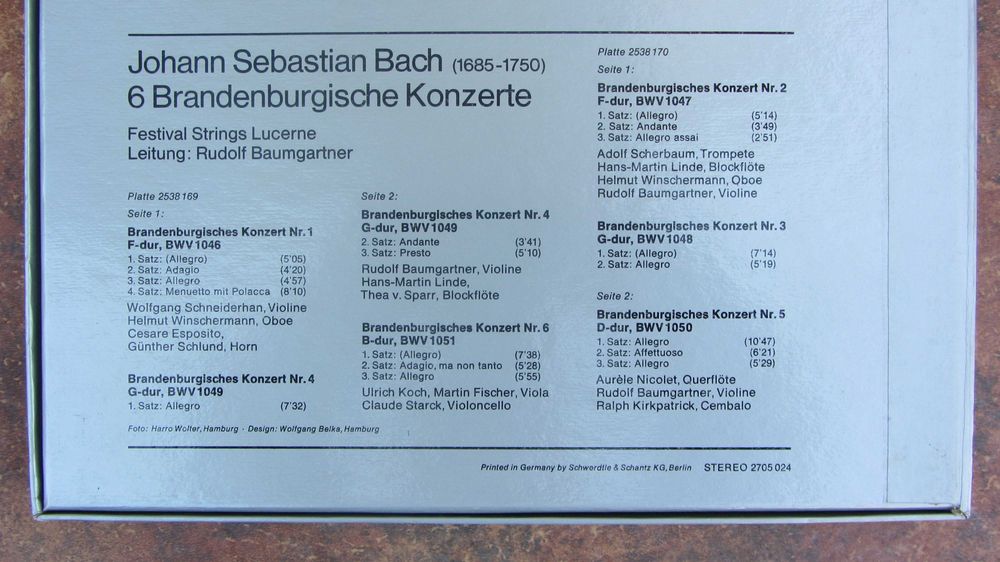 Johann Sebastian Bach (1685-1750)
6 Brandenburgische Konzerte
Festival Strings Lucerne
Leitung: Rudolf Baumgartner
Platte 2538169
Seite 1:
Brandenburgisches Konzert Nr. 1
F-dur, BWV 1046
1. Satz: (Allegro) (5'05)
2. Satz: Adagio (4'20)
3. Satz: Allegro (4'57)
4. Satz: Menuetto mit Polacca (8'10)
Wolfgang Schneiderhan, Violine
Helmut Winschermann, Oboe
Cesare Esposito,
Günther Schlund, Horn
Brandenburgisches Konzert Nr. 4
G-dur, BWV 1049
1. Satz: Allegro (7'32)
Seite 2:
Brandenburgisches Konzert Nr. 4
G-dur, BWV 1049
2. Satz: Andante (3'41)
3. Satz: Presto (5'10)
Rudolf Baumgartner, Violine
Hans-Martin Linde,
Thea v. Sparr, Blockflöte
Brandenburgisches Konzert Nr. 6
B-dur, BWV 1051
1. Satz: (Allegro) (7'38)
2. Satz: Adagio, ma non tanto (5'28)
3. Satz: Allegro (5'55)
Ulrich Koch, Martin Fischer, Viola
Claude Starck, Violoncello
Platte 2538170
Seite 1:
Brandenburgisches Konzert Nr. 2
F-dur, BWV 1047
1. Satz: (Allegro) (5'14)
2. Satz: Andante (3'49)
3. Satz: Allegro assai (2'51)
Adolf Scherbaum, Trompete
Hans-Martin Linde, Blockflöte
Helmut Winschermann, Oboe
Rudolf Baumgartner, Violine
Brandenburgisches Konzert Nr. 3
G-dur, BWV 1048
1. Satz: (Allegro) (7'14)
2. Satz: Allegro (5'19)
Seite 2:
Brandenburgisches Konzert Nr. 5
D-dur, BWV 1050
1. Satz: Allegro (10'47)
2. Satz: Affettuoso (6'21)
3. Satz: Allegro (5'29)
Aurèle Nicolet, Querflöte
Rudolf Baumgartner, Violine
Ralph Kirkpatrick, Cembalo
Foto: Harro Wolter, Hamburg · Design: Wolfgang Belka, Hamburg
Printed in Germany by Schwerdtle & Schantz KG, Berlin STEREO 2705 024